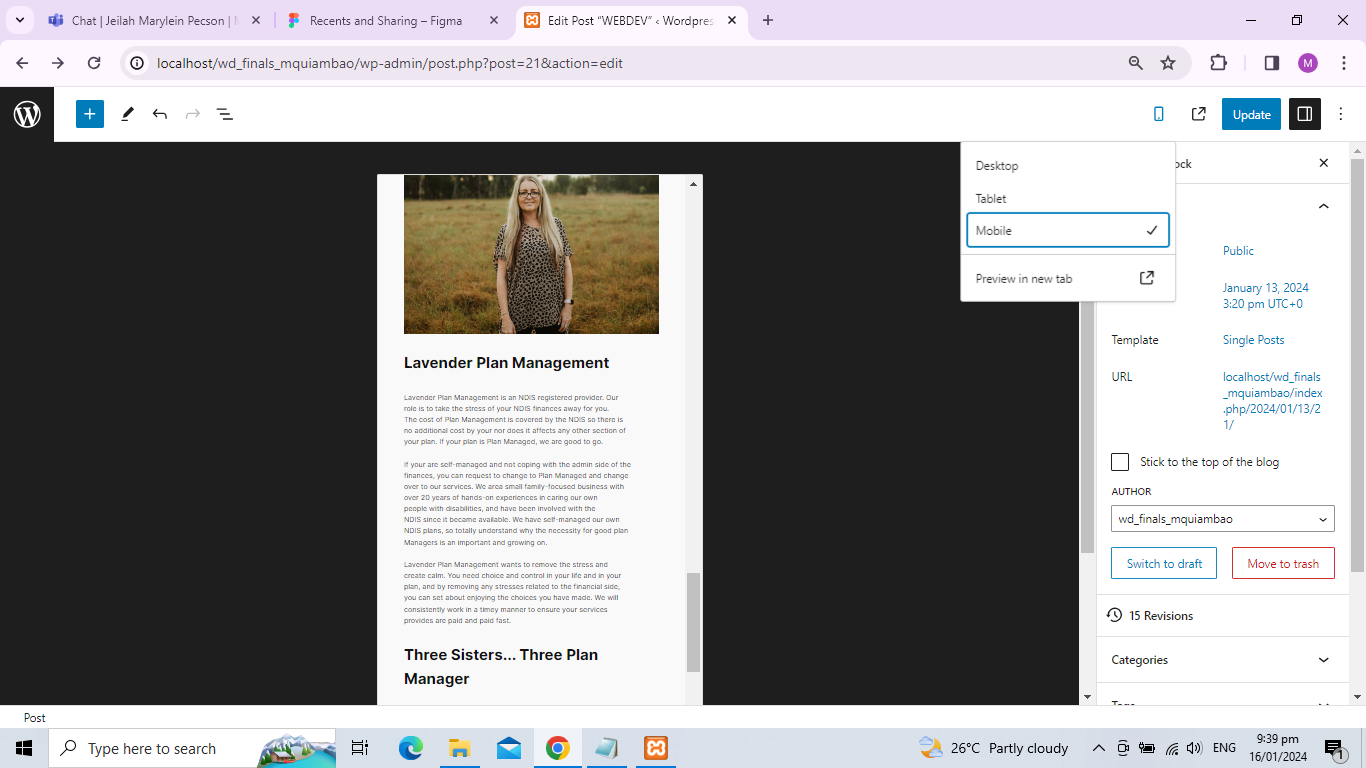 Chat | Jeilah Marylein Pecson | M
Recents and Sharing – Figma
Edit Post “WEBDEV” ‹ Wordpres
localhost/wd_finals_mquiambao/wp-admin/post.php?post=21&action=edit
M
Update
Desktop
Tablet
Mobile
Preview in new tab
ock
Public
January 13, 2024
3:20 pm UTC+0
Template
Single Posts
URL
localhost/wd_finals
_mquiambao/index
.php/2024/01/13/2
1/
Stick to the top of the blog
AUTHOR
wd_finals_mquiambao
Switch to draft
Move to trash
15 Revisions
Categories
Tags
Lavender Plan Management
Lavender Plan Management is an NDIS registered provider. Our
role is to take the stress of your NDIS finances away for you.
The cost of Plan Management is covered by the NDIS so there is
no additional cost by your nor does it affects any other section of
your plan. If your plan is Plan Managed, we are good to go.
If your are self-managed and not coping with the admin side of the
finances, you can request to change to Plan Managed and change
over to our services. We area small family-focused business with
over 20 years of hands-on experiences in caring our own
people with disabilities, and have been involved with the
NDIS since it became available. We have self-managed our own
NDIS plans, so totally understand why the necessity for good plan
Managers is an important and growing on.
Lavender Plan Management wants to remove the stress and
create calm. You need choice and control in your life and in your
plan, and by removing any stresses related to the financial side,
you can set about enjoying the choices you have made. We will
consistently work in a timey manner to ensure your services
provides are paid and paid fast.
Three Sisters... Three Plan
Manager
Post
Type here to search
26°C Partly cloudy
ENG
9:39 pm
16/01/2024
1